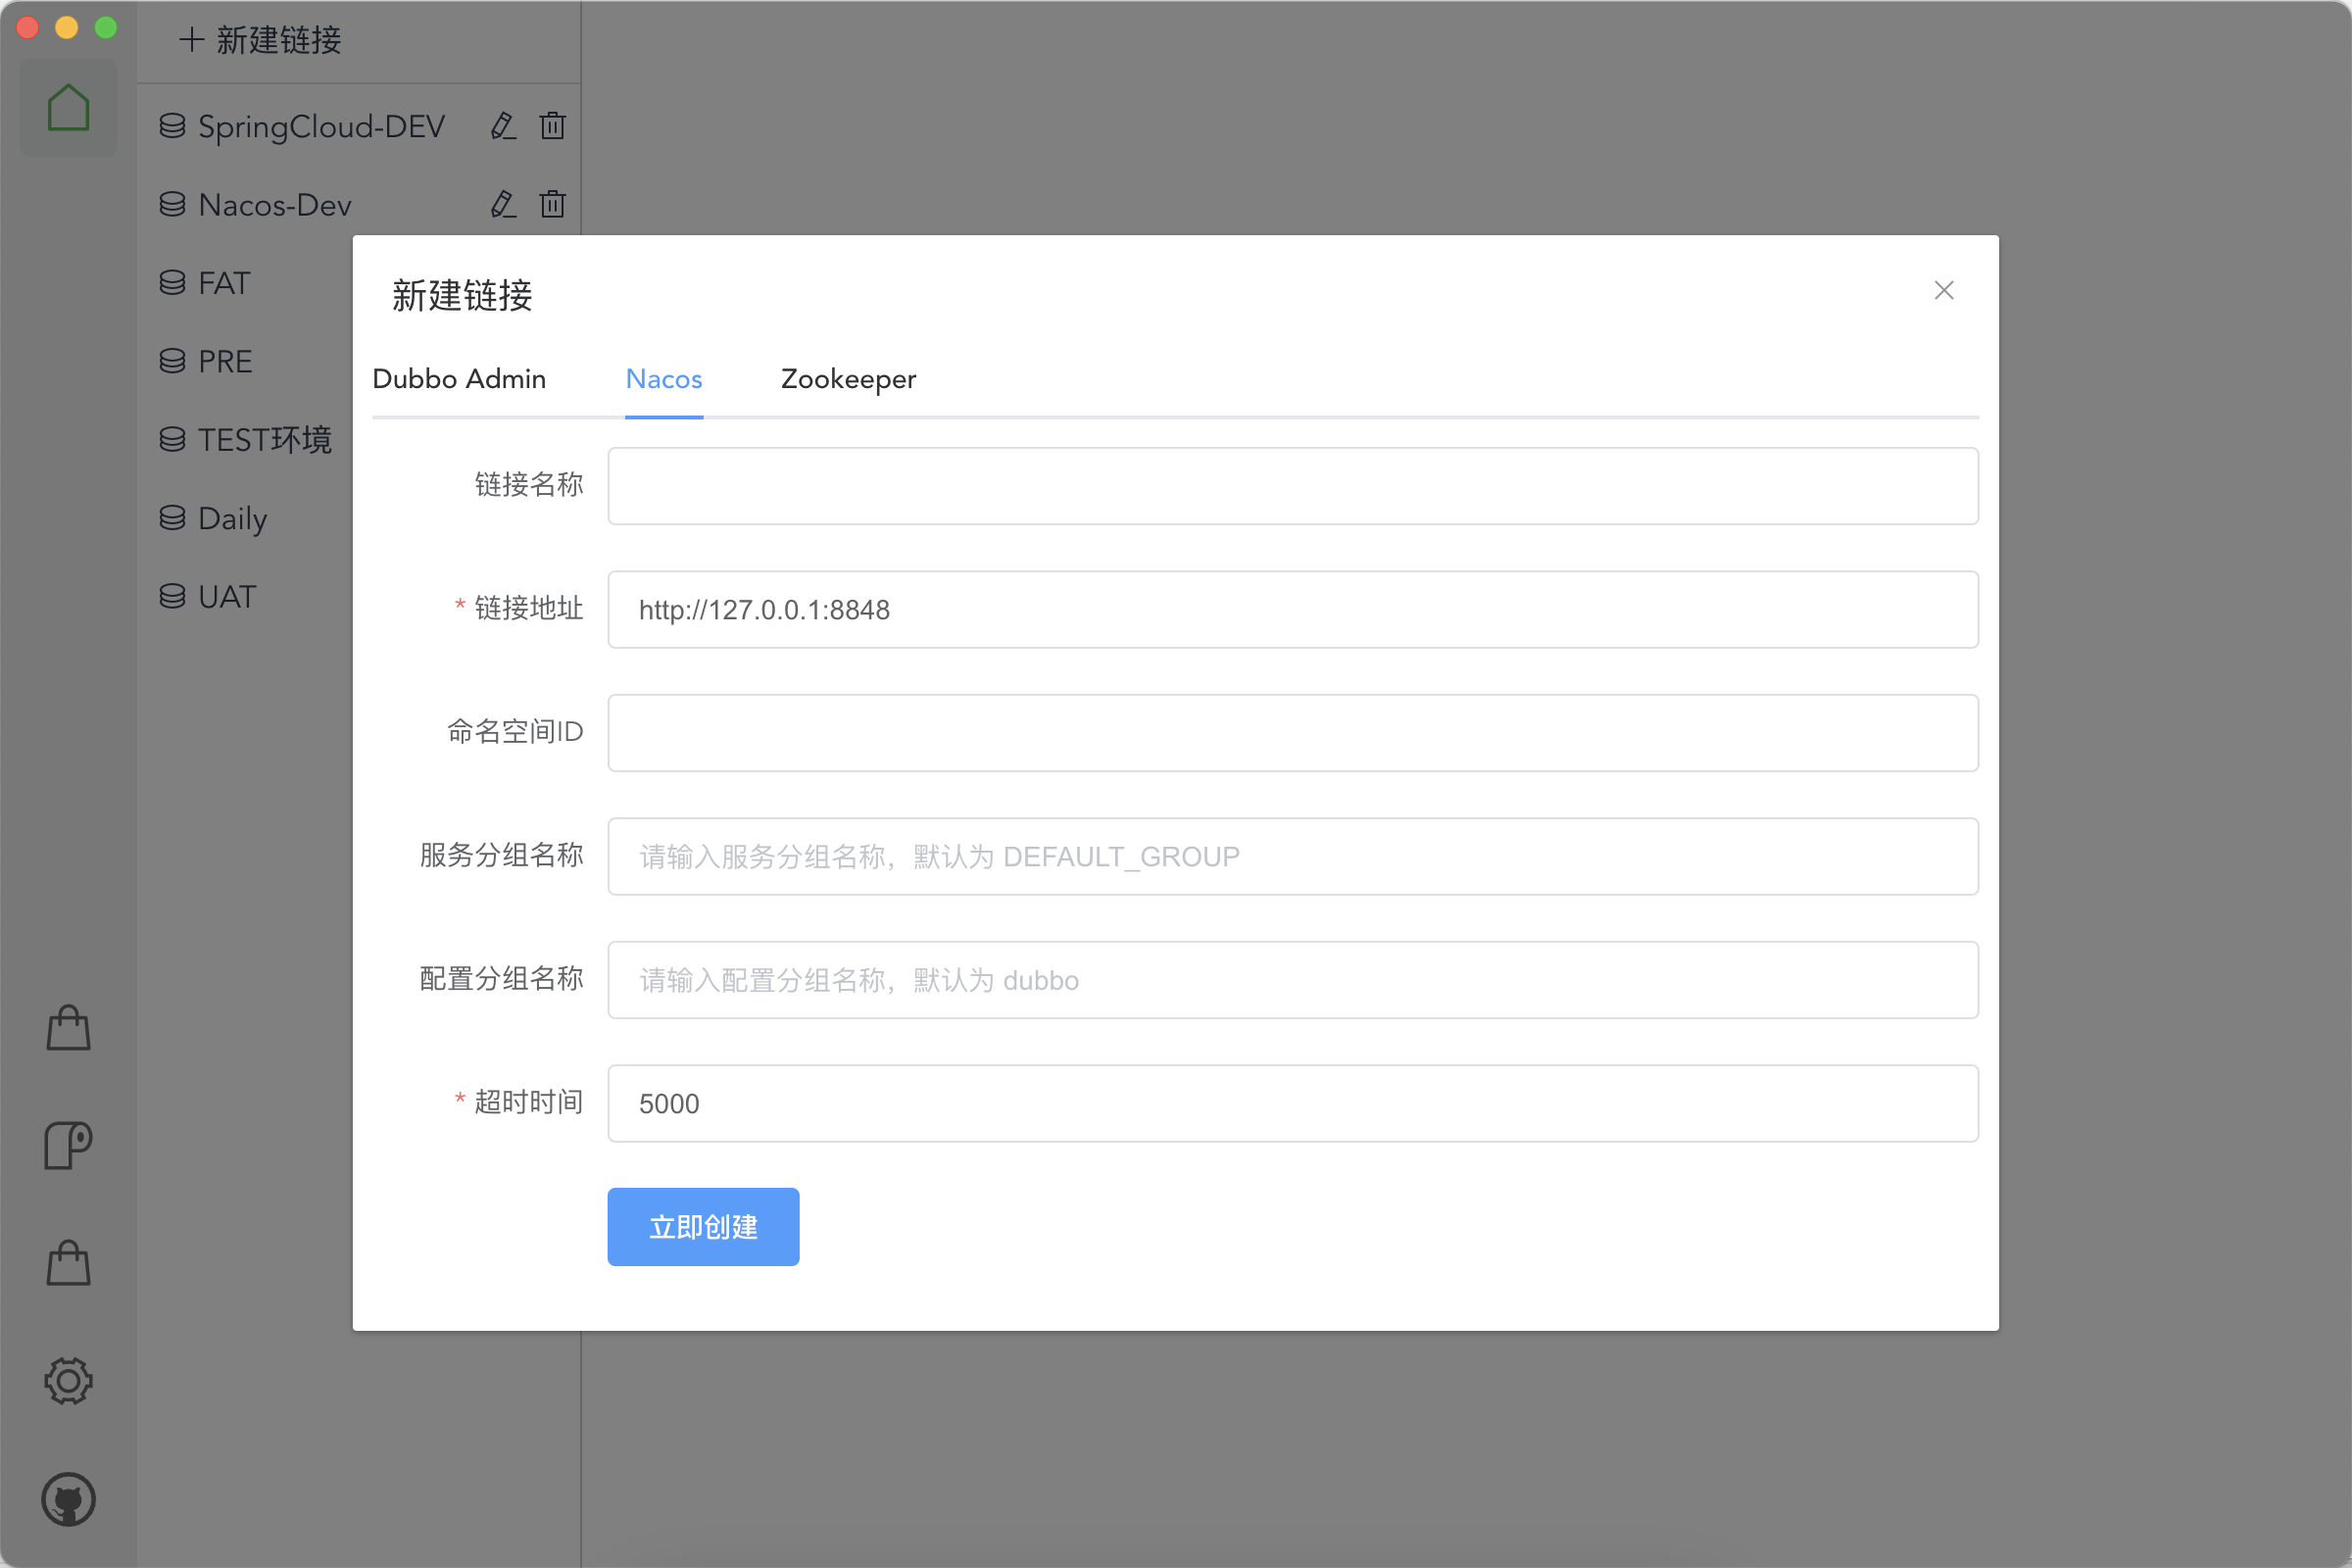 新建链接
SpringCloud-DEV
Nacos-Dev
FAT
PRE
TEST环境
Daily
UAT
新建链接
Dubbo Admin Nacos Zookeeper
链接名称
* 链接地址 http://127.0.0.1:8848
命名空间ID
服务分组名称 请输入服务分组名称，默认为 DEFAULT_GROUP
配置分组名称 请输入配置分组名称，默认为 dubbo
* 超时时间 5000
立即创建